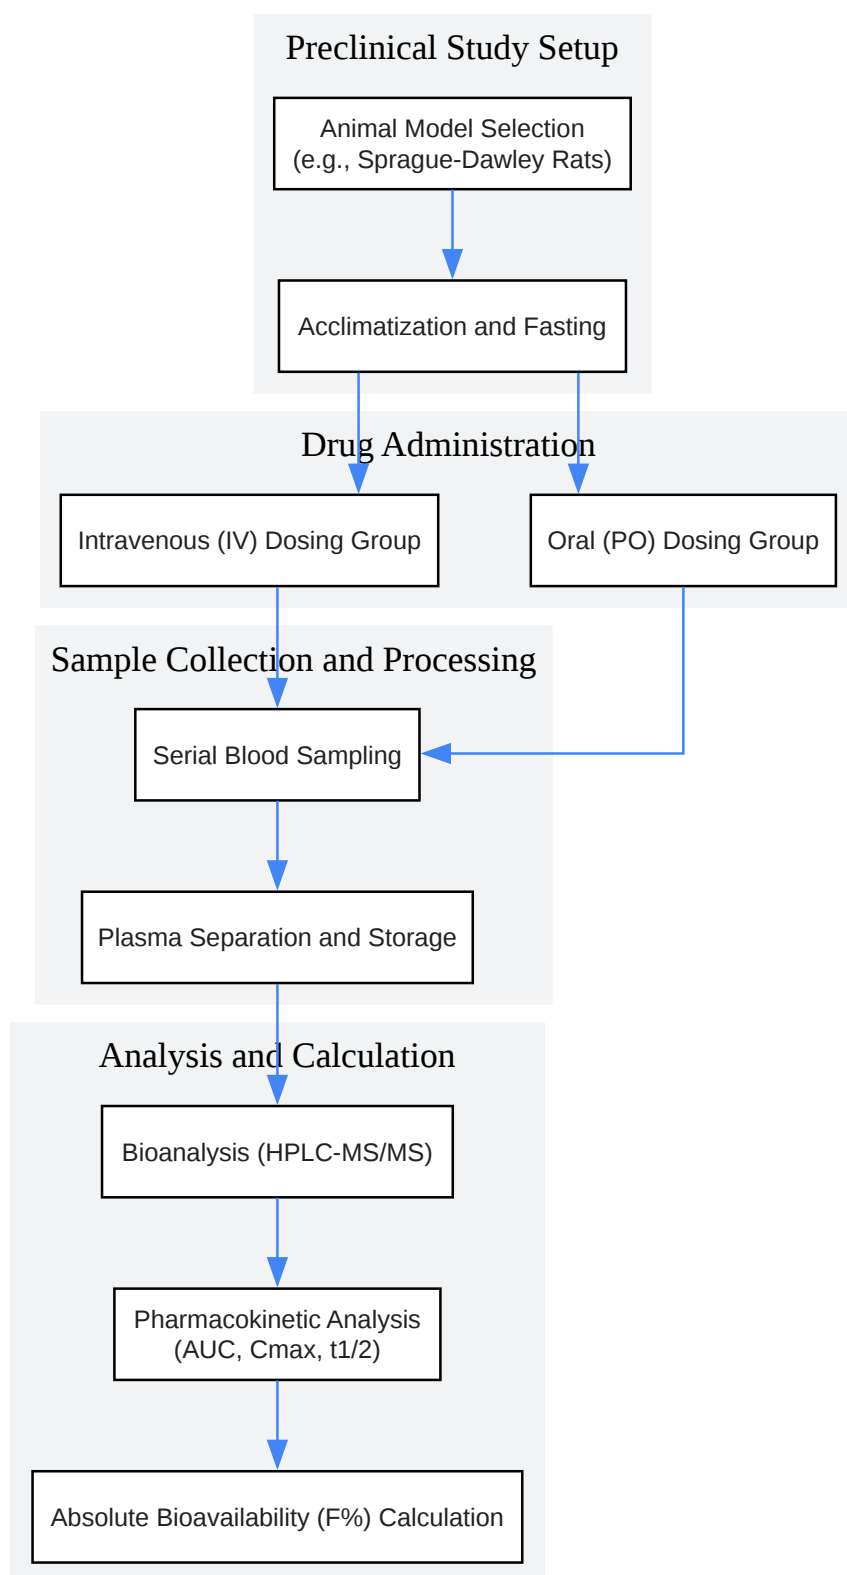 Preclinical Study Setup
Animal Model Selection
(e.g., Sprague-Dawley Rats)
Acclimatization and Fasting
Drug Administration
Intravenous (IV) Dosing Group
Oral (PO) Dosing Group
Sample Collection and Processing
Serial Blood Sampling
Plasma Separation and Storage
Analysis and Calculation
Bioanalysis (HPLC-MS/MS)
Pharmacokinetic Analysis
(AUC, Cmax, t1/2)
Absolute Bioavailability (F%) Calculation